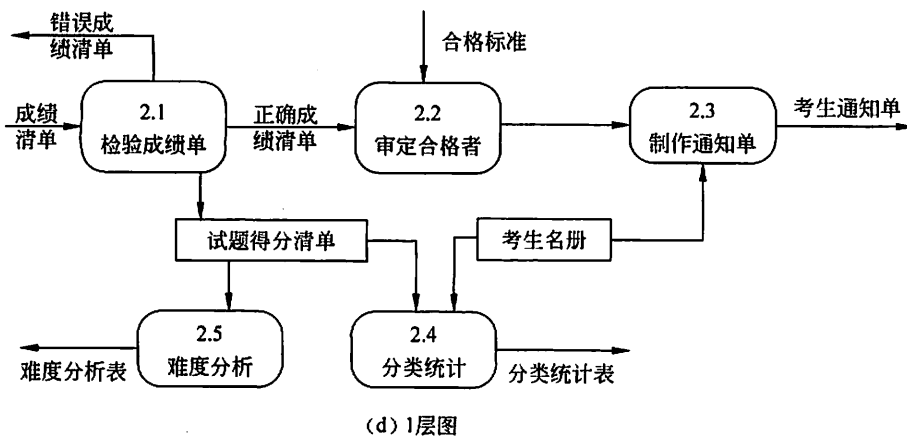 错误成
绩清单
合格标准
成绩
清单
2.1
检验成绩单
正确成
绩清单
2.2
审定合格者
2.3
制作通知单
考生通知单
试题得分清单
考生名册
2.5
难度分析
难度分析表
2.4
分类统计
分类统计表
(d) 1层图